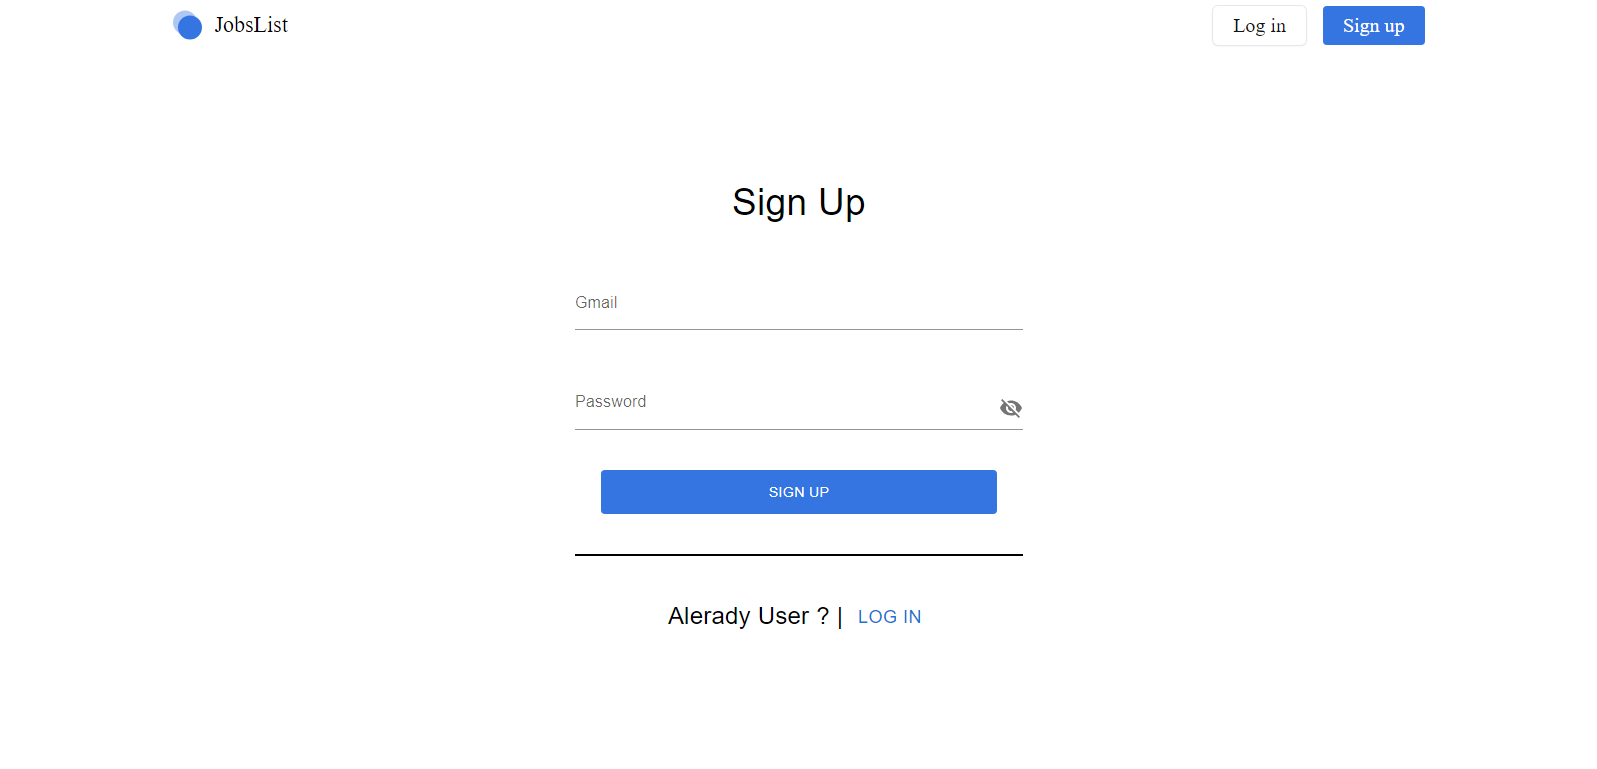 JobsList
Log in
Sign up
Sign Up
Gmail
Password
SIGN UP
Alerady User ? | LOG IN